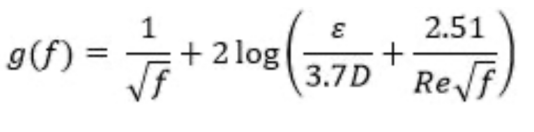 g(f) = 1/√f + 2 log(ε/3.7D + 2.51/Re√f)